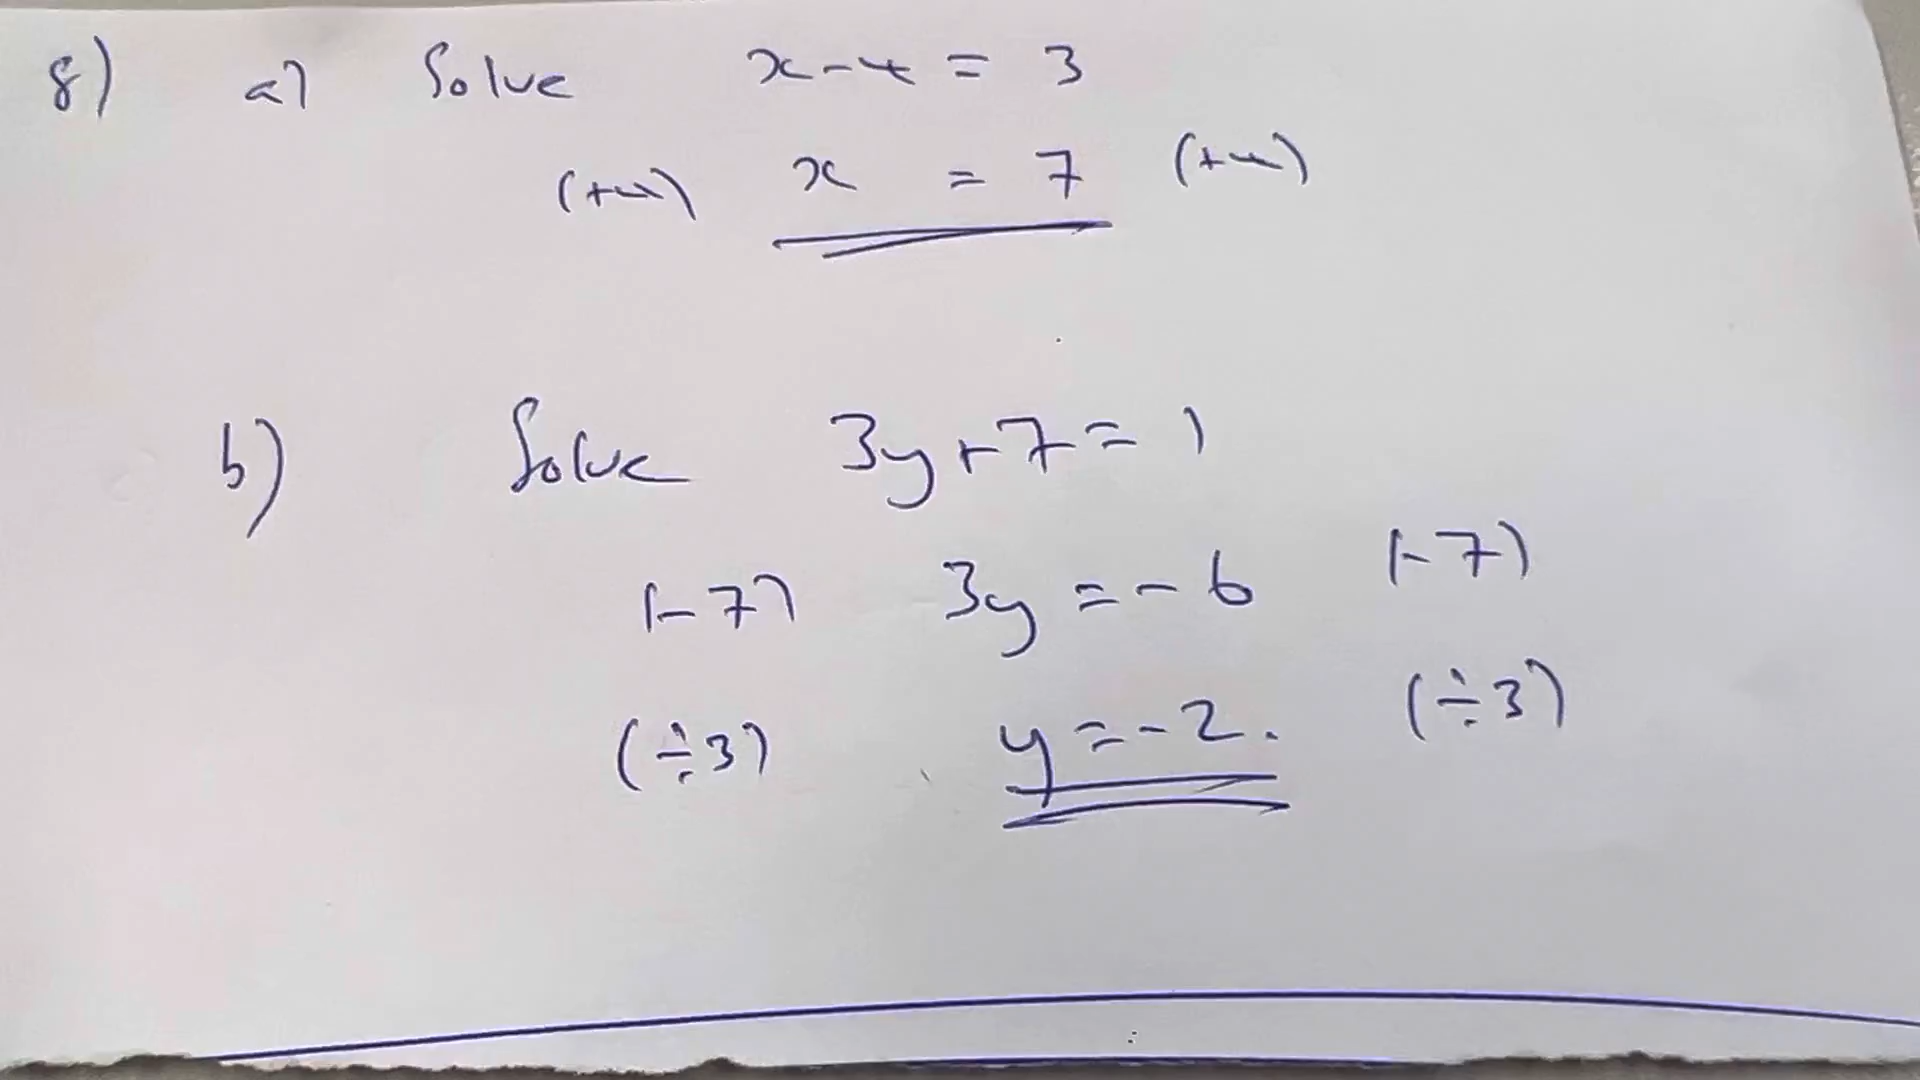 8) a) Solve x-4 = 3
(+4) x = 7 (+4)
b) Solve 3y+7=1
(-7) 3y=-6 (-7)
(÷3) y=-2. (÷3)